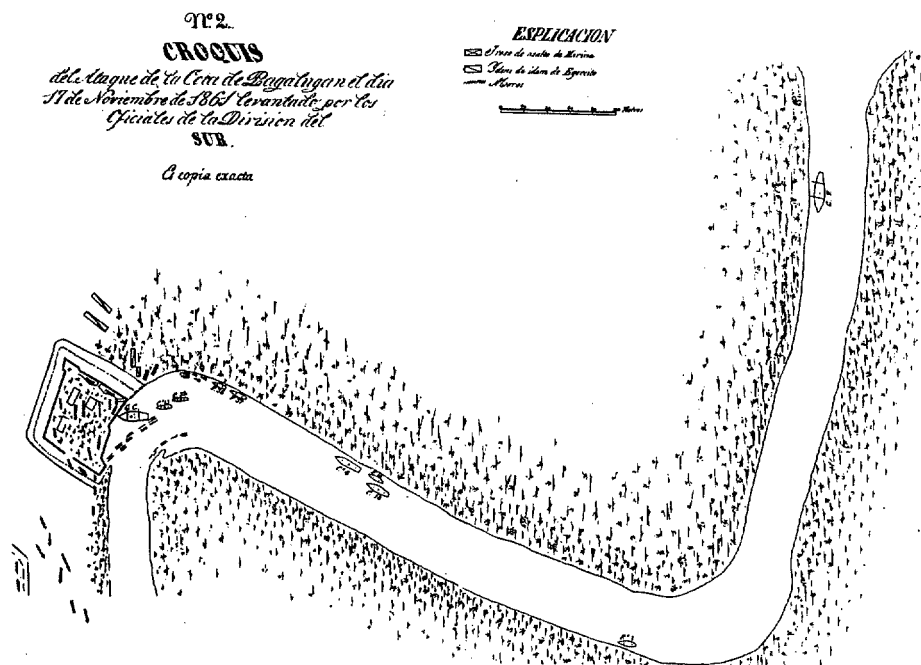 Nº 2.
CROQUIS
del Ataque de la Cota de Pagalugan el dia
17 de Noviembre de 1861 levantado por los
Oficiales de la Division del
SUR.
Es copia exacta
ESPLICACION
Trozo de asalto de Marina
Idem de idem de Egercito
Moros
Metros